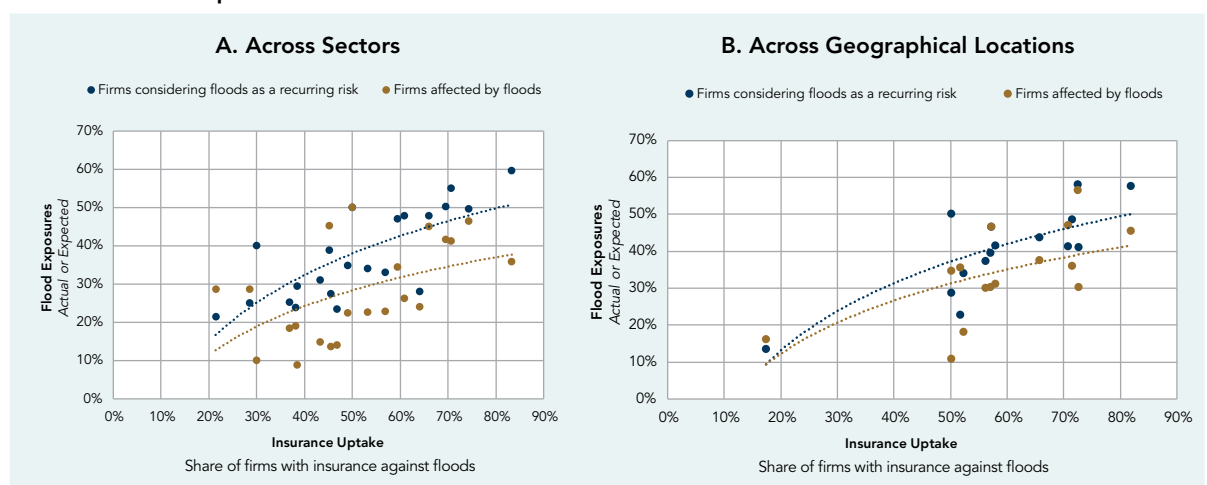 A. Across Sectors
Firms considering floods as a recurring risk
Firms affected by floods
Flood Exposures
Actual or Expected
70%
60%
50%
40%
30%
20%
10%
0%
0% 10% 20% 30% 40% 50% 60% 70% 80% 90%
Insurance Uptake
Share of firms with insurance against floods
B. Across Geographical Locations
Firms considering floods as a recurring risk
Firms affected by floods
Flood Exposures
Actual or Expected
70%
60%
50%
40%
30%
20%
10%
0%
0% 10% 20% 30% 40% 50% 60% 70% 80% 90%
Insurance Uptake
Share of firms with insurance against floods